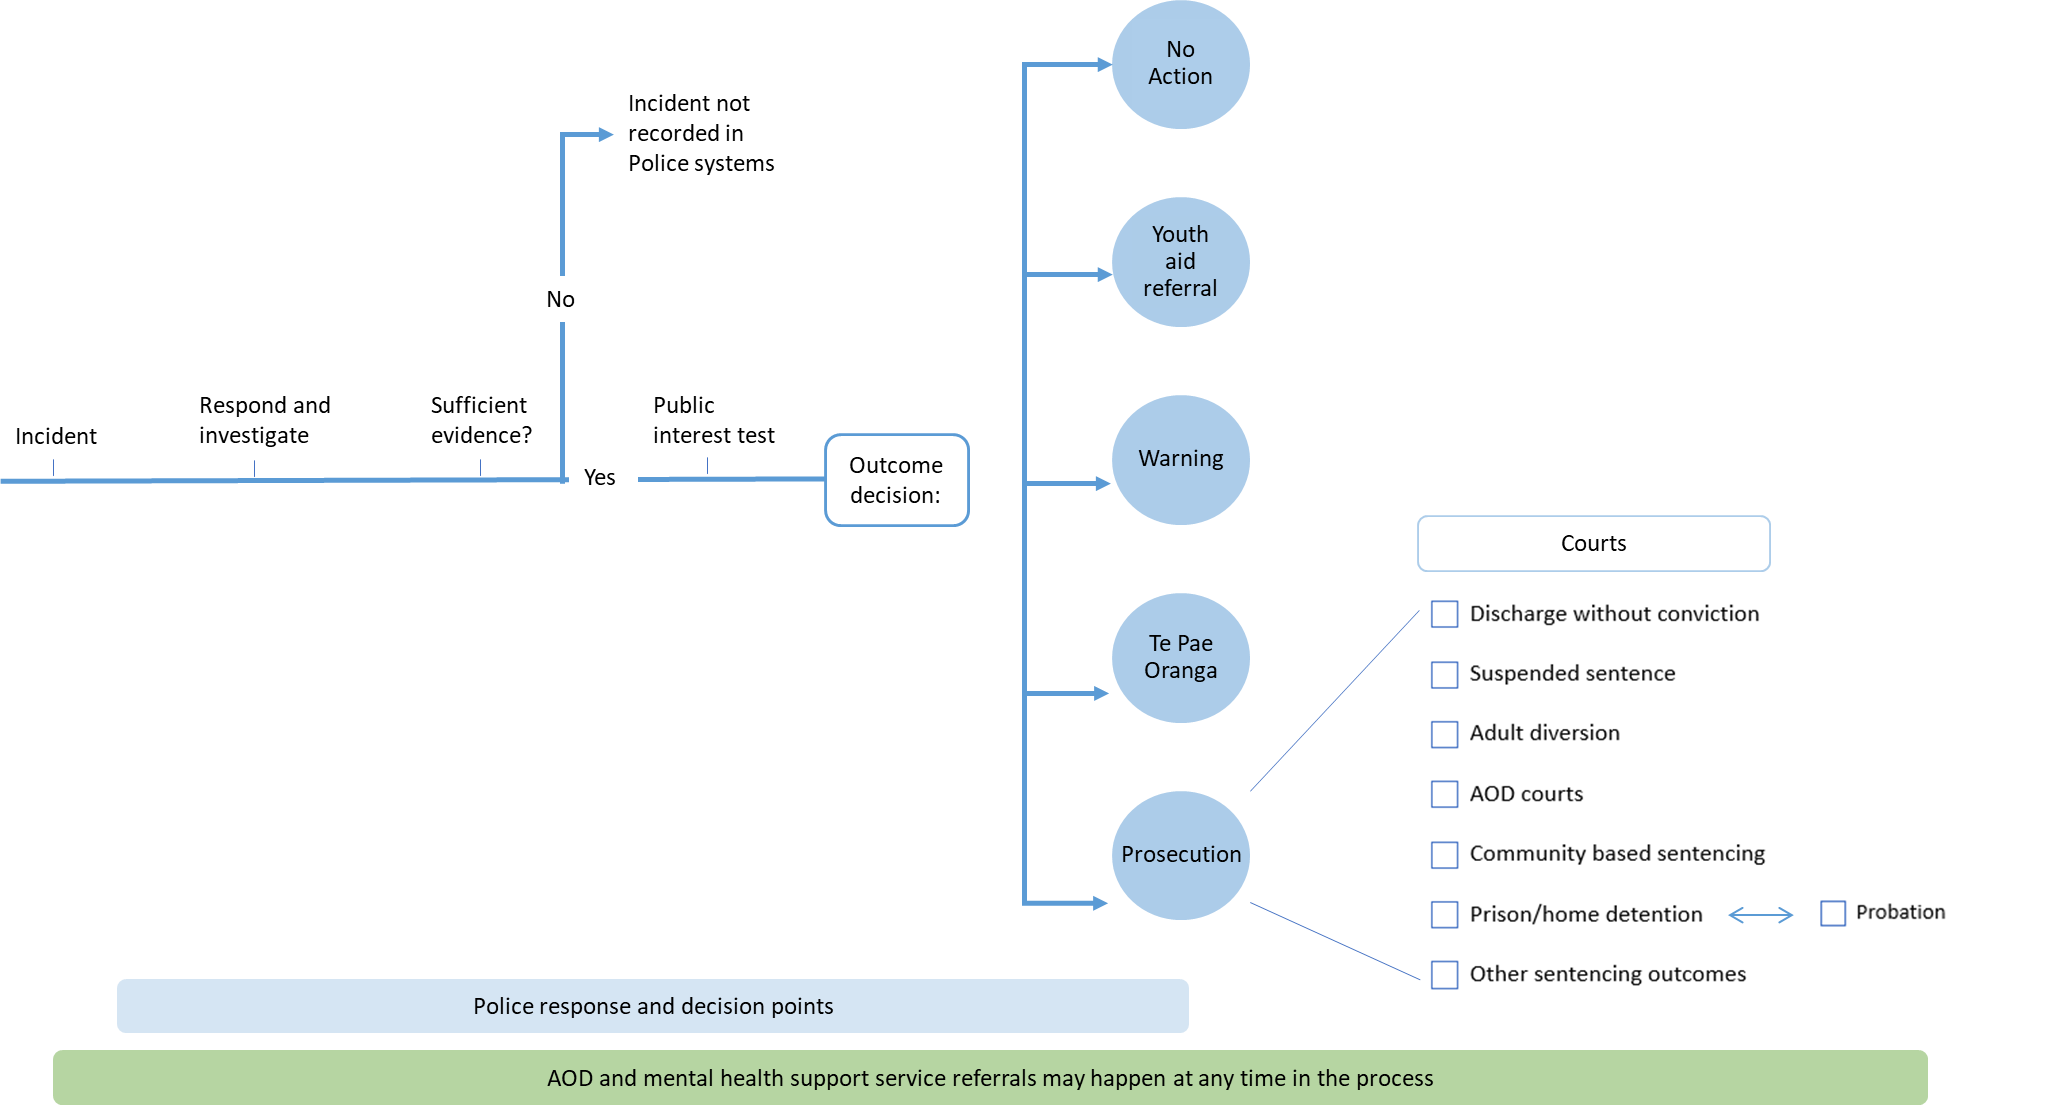 No
Action
Incident not
recorded in
Police systems
Youth
aid
referral
No
Incident
Respond and
investigate
Sufficient
evidence?
Yes
Public
interest test
Outcome
decision:
Warning
Te Pae
Oranga
Prosecution
Courts
Discharge without conviction
Suspended sentence
Adult diversion
AOD courts
Community based sentencing
Prison/home detention
Probation
Other sentencing outcomes
Police response and decision points
AOD and mental health support service referrals may happen at any time in the process